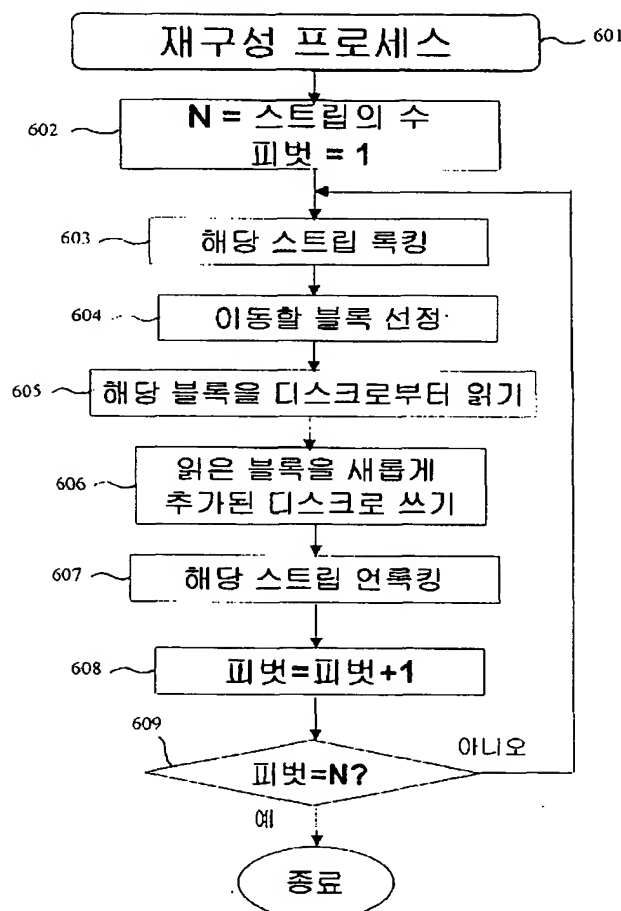 재구성 프로세스
601
602
N = 스트립의 수
피벗 = 1
603
해당 스트립 록킹
604
이동할 블록 선정
605
해당 블록을 디스크로부터 읽기
606
읽은 블록을 새롭게
추가된 디스크로 쓰기
607
해당 스트립 언록킹
608
피벗=피벗+1
609
피벗=N?
아니오
예
종료